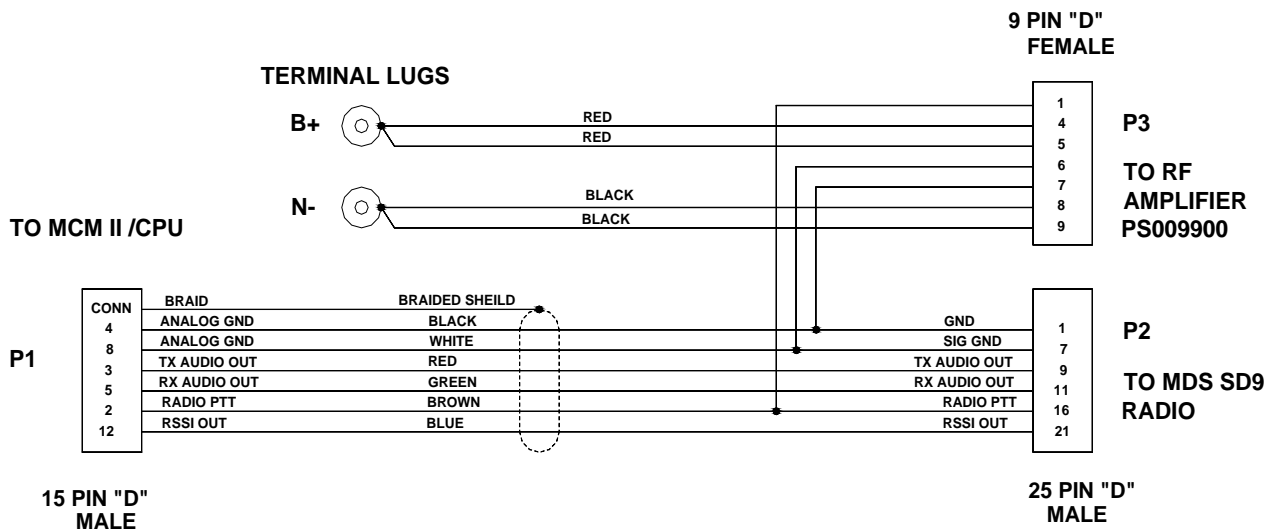 9 PIN "D"
FEMALE
TERMINAL LUGS
B+
RED
RED
N-
BLACK
BLACK
1
4
5
6
7
8
9
P3
TO RF
AMPLIFIER
PS009900
TO MCM II /CPU
P1
CONN BRAID BRAIDED SHEILD
4 ANALOG GND BLACK GND 1
8 ANALOG GND WHITE SIG GND 7
3 TX AUDIO OUT RED TX AUDIO OUT 9
5 RX AUDIO OUT GREEN RX AUDIO OUT 11
2 RADIO PTT BROWN RADIO PTT 16
12 RSSI OUT BLUE RSSI OUT 21
P2
TO MDS SD9
RADIO
15 PIN "D"
MALE
25 PIN "D"
MALE